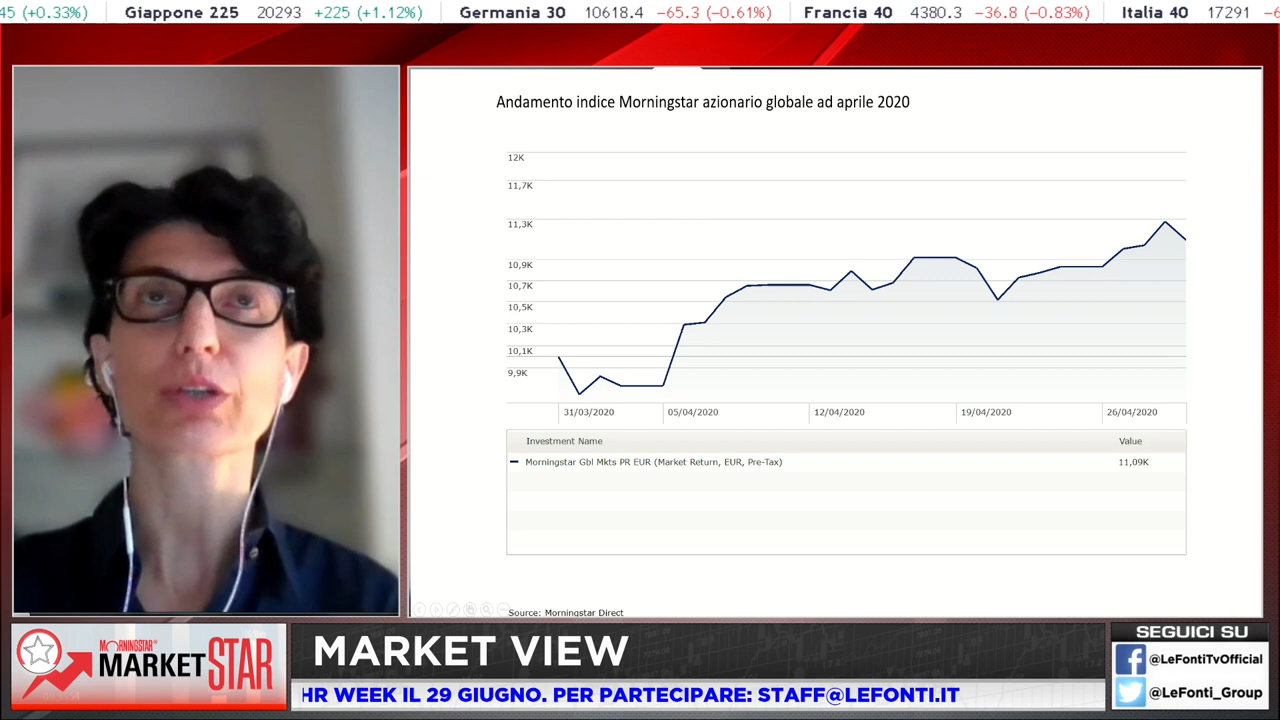 45 (+0.33%) Giappone 225 20293 +225 (+1.12%) Germania 30 10618.4 −65.3 (−0.61%) Francia 40 4380.3 −36.8 (−0.83%) Italia 40 17291 −6
Andamento indice Morningstar azionario globale ad aprile 2020
12K
11,7K
11,3K
10,9K
10,7K
10,5K
10,3K
10,1K
9,9K
31/03/2020 05/04/2020 12/04/2020 19/04/2020 26/04/2020
Investment Name Value
Morningstar Gbl Mkts PR EUR (Market Return, EUR, Pre-Tax) 11,09K
Source: Morningstar Direct
MORNINGSTAR®
MARKETSTAR
MARKET VIEW
HR WEEK IL 29 GIUGNO. PER PARTECIPARE: STAFF@LEFONTI.IT
SEGUICI SU
@LeFontiTvOfficial
@LeFonti_Group